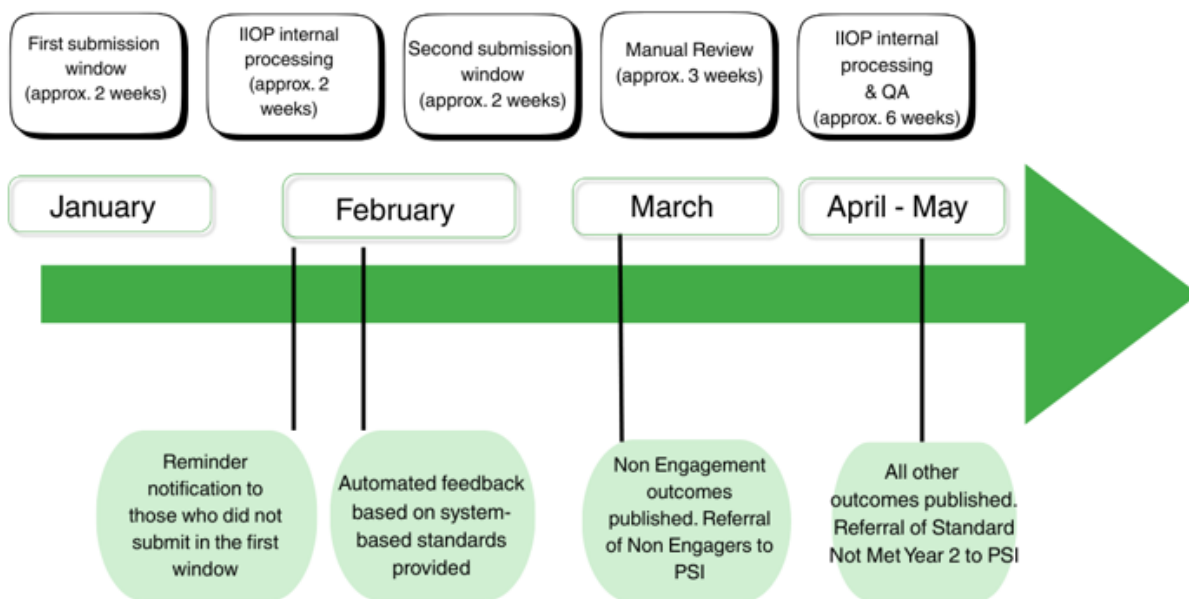 First submission
window
(approx. 2 weeks)
IIOP internal
processing
(approx. 2
weeks)
Second submission
window
(approx. 2 weeks)
Manual Review
(approx. 3 weeks)
IIOP internal
processing
& QA
(approx. 6 weeks)
January
February
March
April - May
Reminder
notification to
those who did not
submit in the first
window
Automated feedback
based on system-
based standards
provided
Non Engagement
outcomes
published. Referral
of Non Engagers to
PSI
All other
outcomes published.
Referral of Standard
Not Met Year 2 to PSI